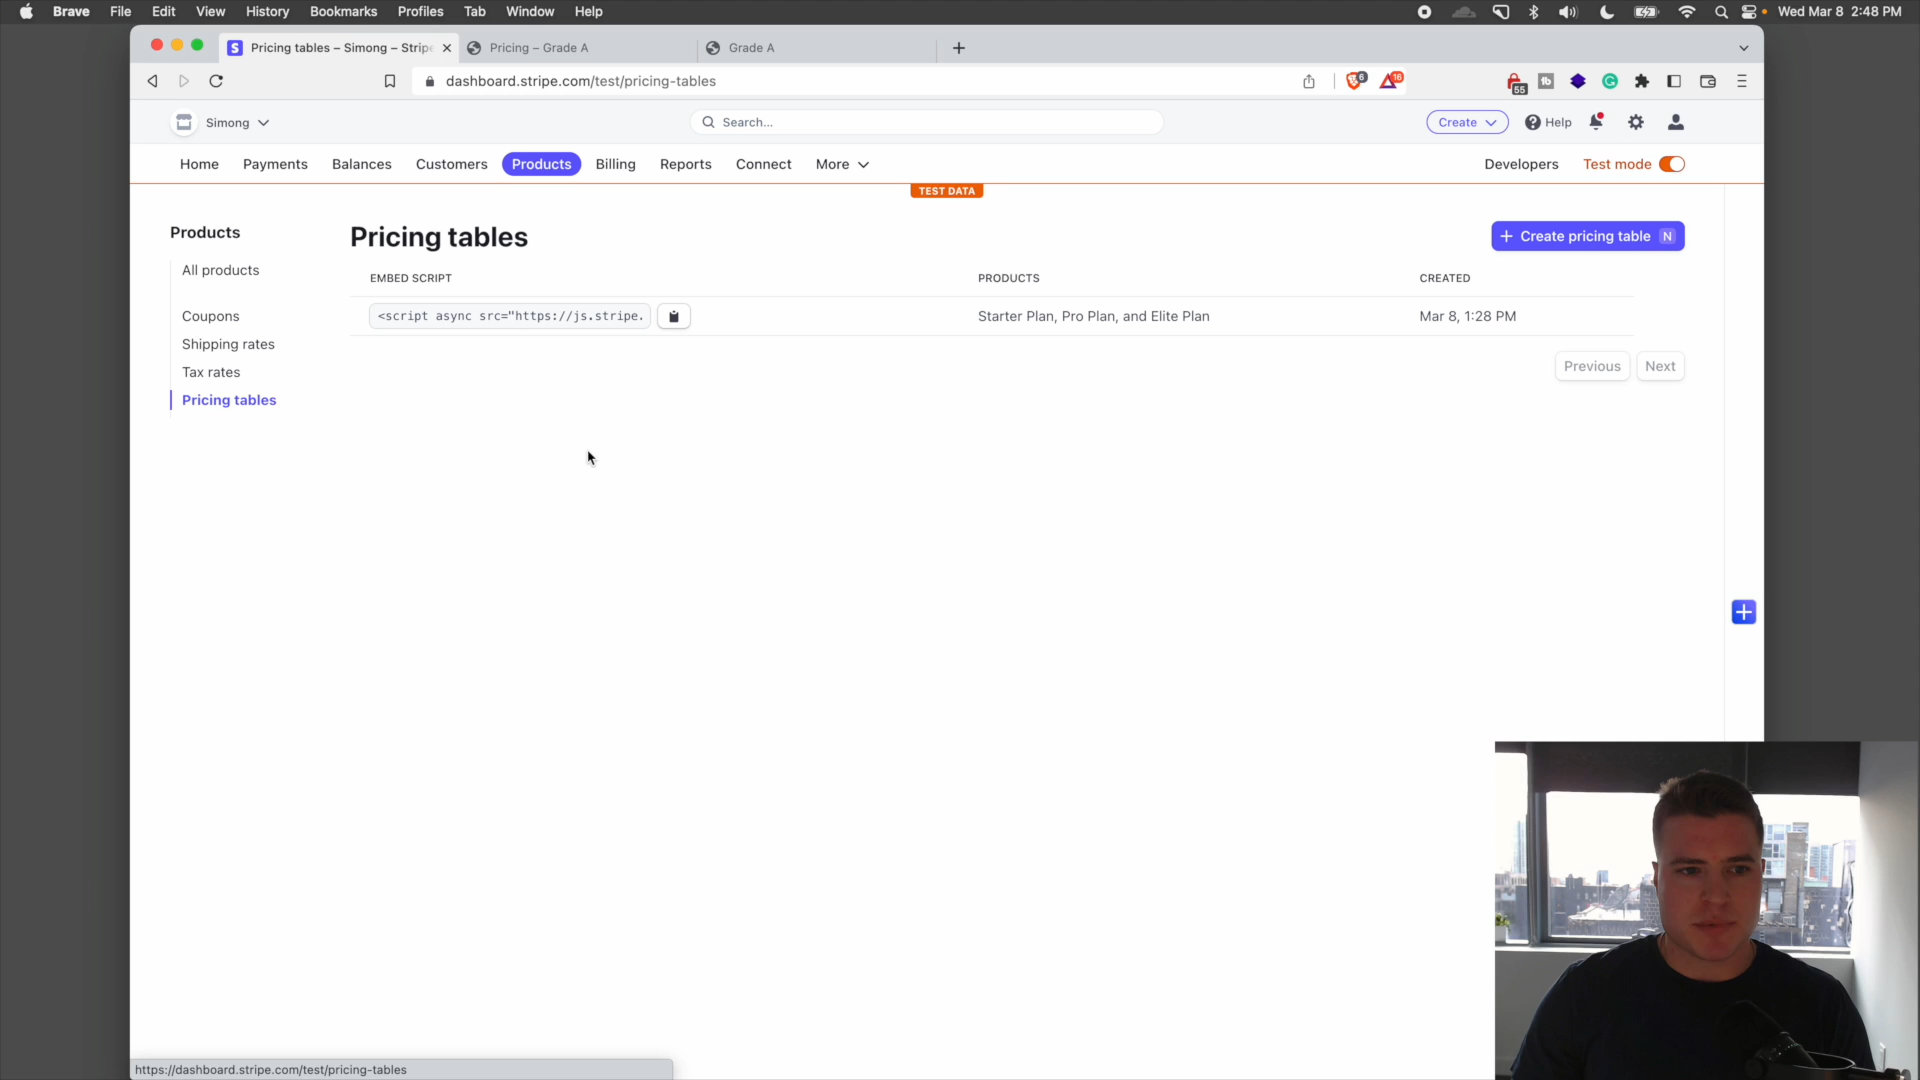 Brave File Edit View History Bookmarks Profiles Tab Window Help Wed Mar 8 2:48 PM
Pricing tables – Simong – Stripe Pricing – Grade A Grade A
dashboard.stripe.com/test/pricing-tables 6 16 55 tb
Simong Search... Create Help
Home Payments Balances Customers Products Billing Reports Connect More Developers Test mode
TEST DATA
Products
All products
Coupons
Shipping rates
Tax rates
Pricing tables
Pricing tables
+ Create pricing table N
EMBED SCRIPT PRODUCTS CREATED
<script async src="https://js.stripe. Starter Plan, Pro Plan, and Elite Plan Mar 8, 1:28 PM
Previous Next
https://dashboard.stripe.com/test/pricing-tables